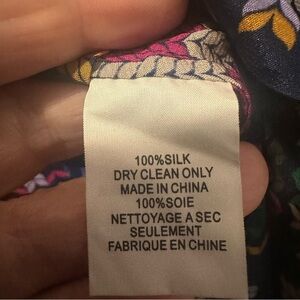 100%SILK
DRY CLEAN ONLY
MADE IN CHINA
100%SOIE
NETTOYAGE A SEC
SEULEMENT
FABRIQUE EN CHINE